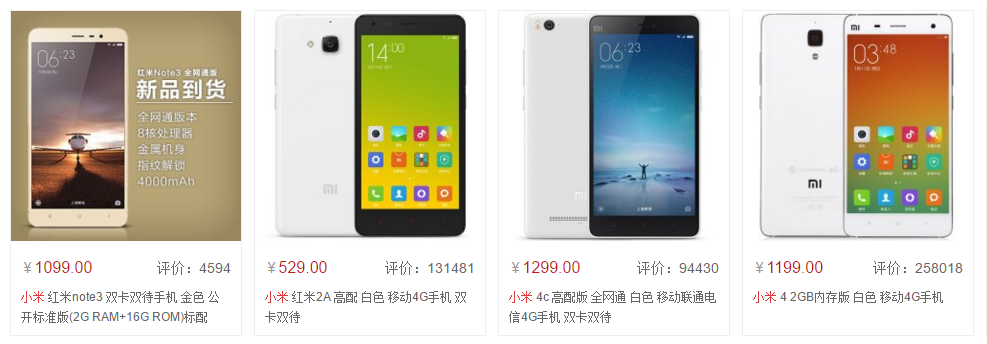 06:23
红米Note3 全网通版
新品到货
全网通版本
8核处理器
金属机身
指纹解锁
4000mAh
¥1099.00 评价：4594
小米 红米note3 双卡双待手机 金色 公
开标准版(2G RAM+16G ROM)标配
14:00
mi
¥529.00 评价：131481
小米 红米2A 高配 白色 移动4G手机 双
卡双待
mi
06:23
¥1299.00 评价：94430
小米 4c 高配版 全网通 白色 移动联通电
信4G手机 双卡双待
mi
03:48
mi
¥1199.00 评价：258018
小米 4 2GB内存版 白色 移动4G手机